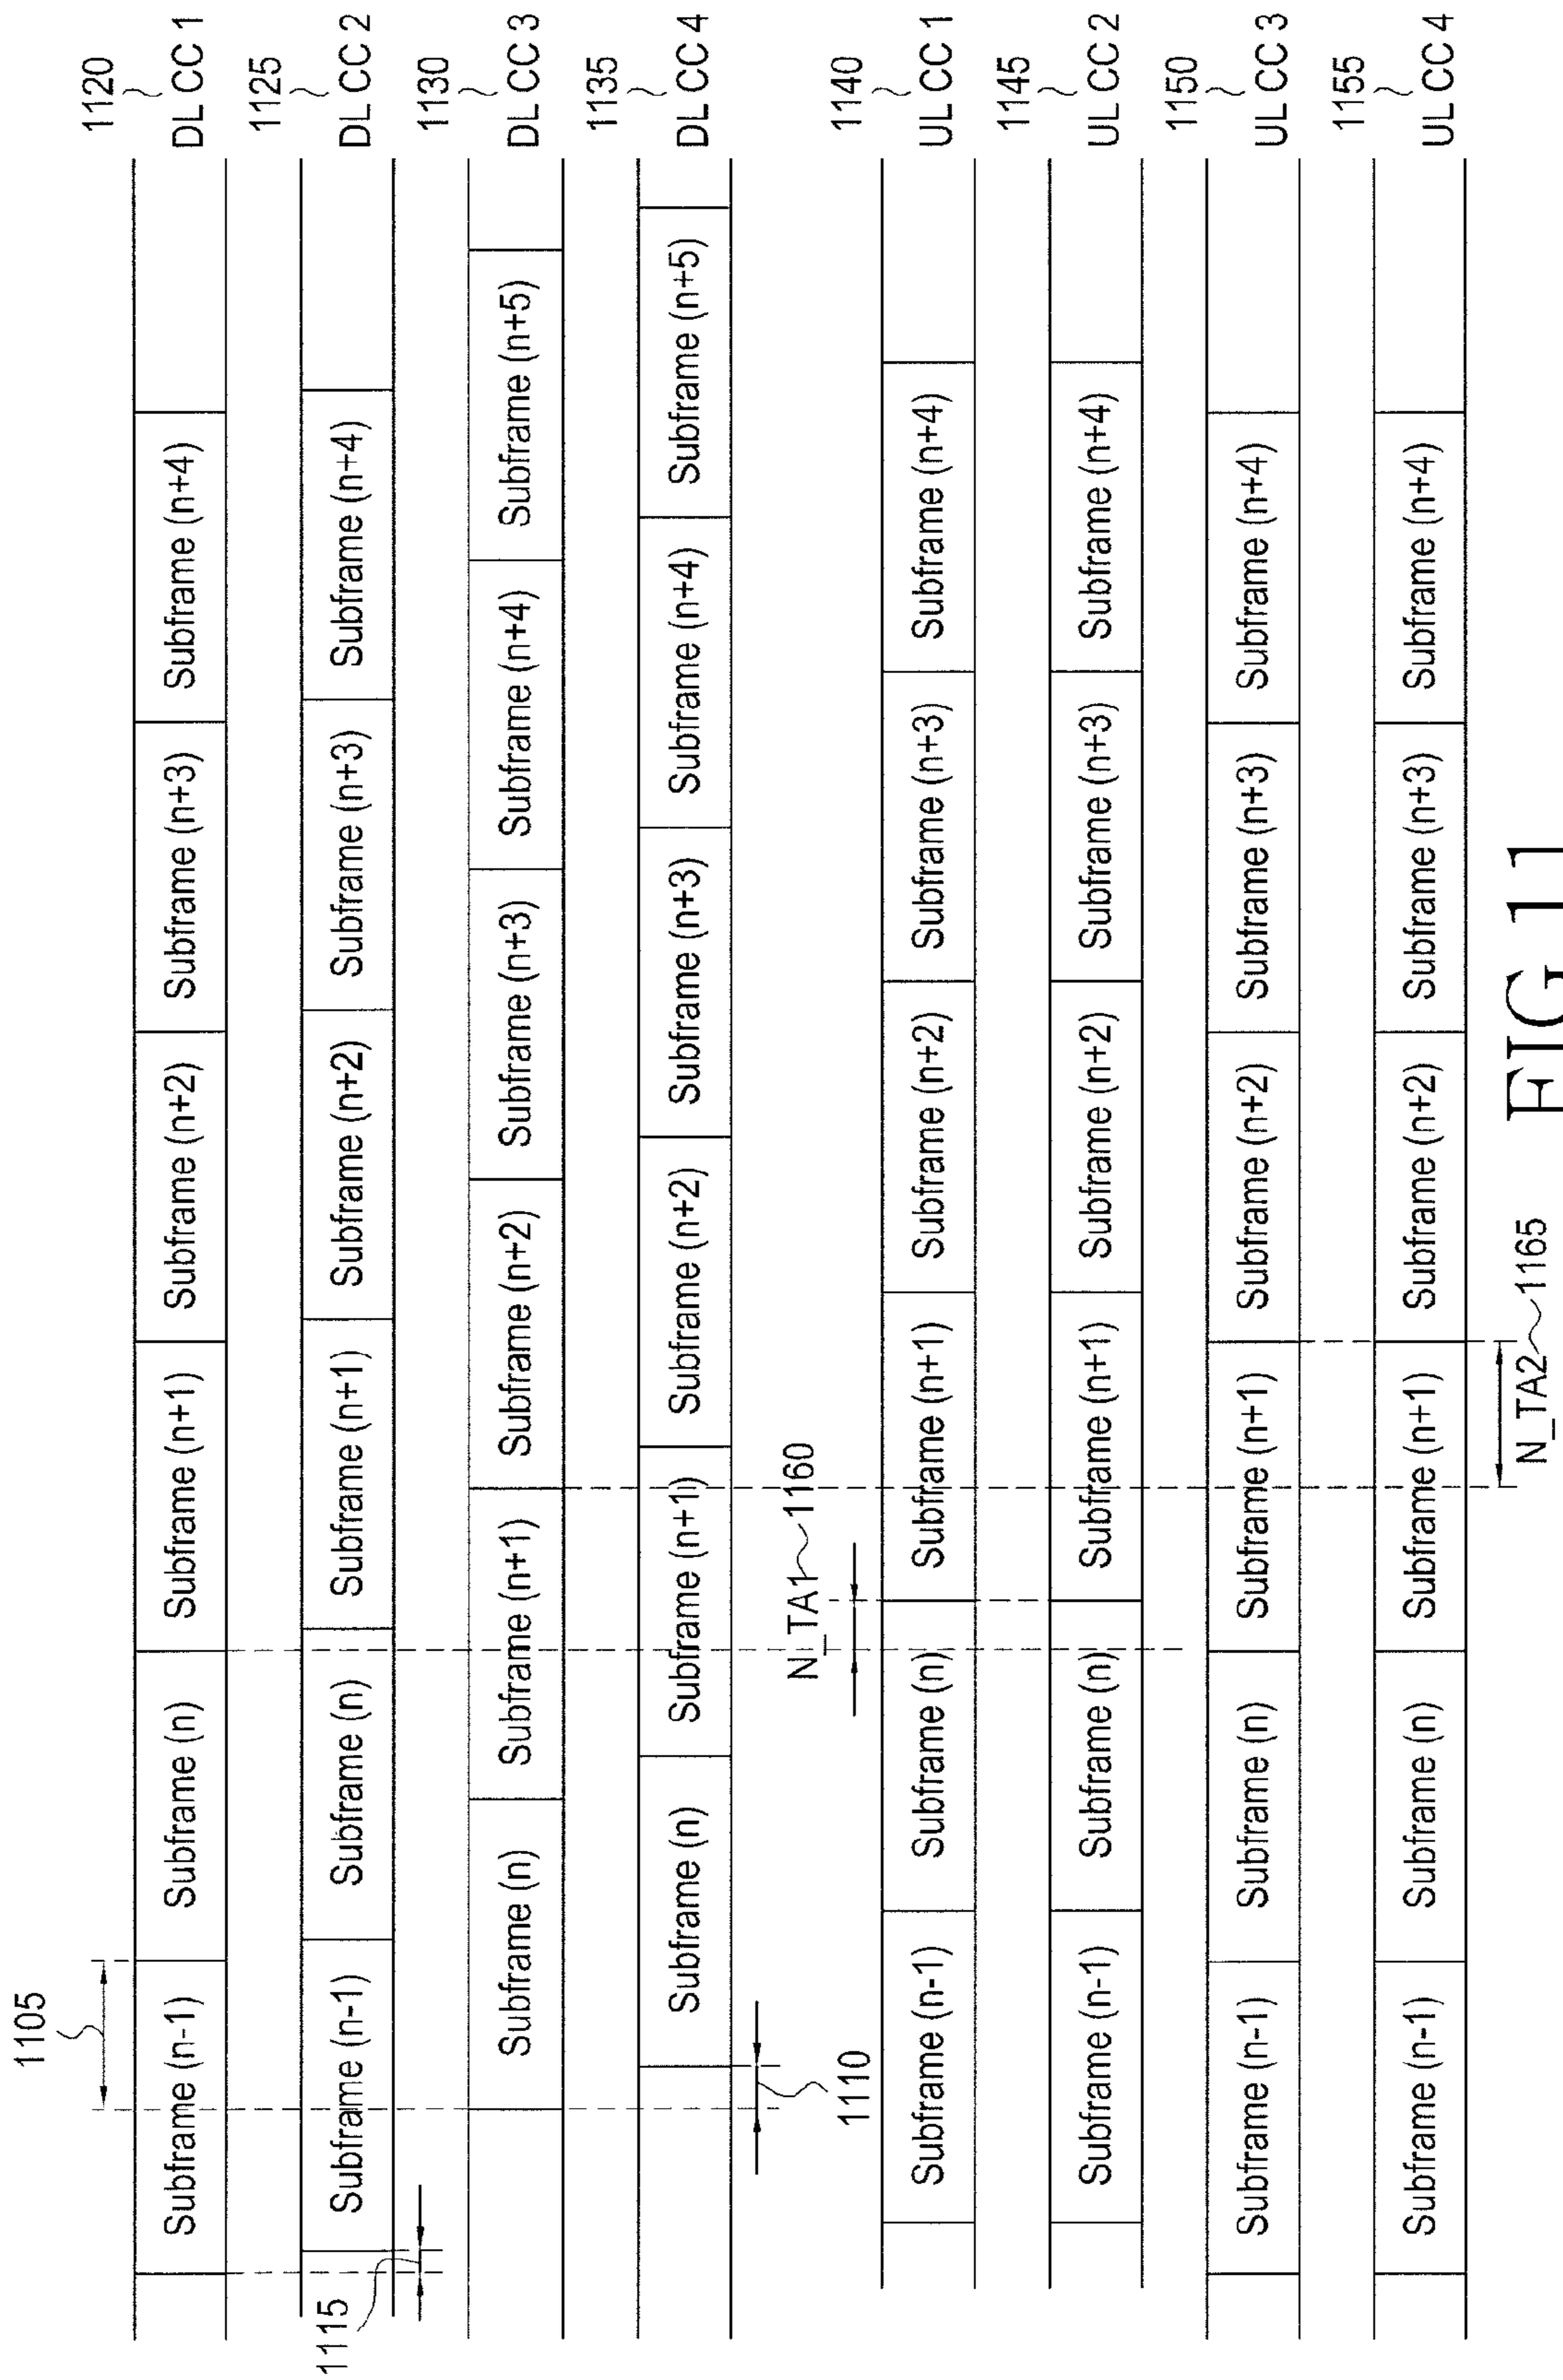 1105
1120
Subframe (n-1) Subframe (n) Subframe (n+1) Subframe (n+2) Subframe (n+3) Subframe (n+4) DL CC 1
1125
Subframe (n-1) Subframe (n) Subframe (n+1) Subframe (n+2) Subframe (n+3) Subframe (n+4) DL CC 2
1115
1130
Subframe (n) Subframe (n+1) Subframe (n+2) Subframe (n+3) Subframe (n+4) Subframe (n+5) DL CC 3
1135
Subframe (n) Subframe (n+1) Subframe (n+2) Subframe (n+3) Subframe (n+4) Subframe (n+5) DL CC 4
1110
N_TA1 1160
1140
Subframe (n-1) Subframe (n) Subframe (n+1) Subframe (n+2) Subframe (n+3) Subframe (n+4) UL CC 1
1145
Subframe (n-1) Subframe (n) Subframe (n+1) Subframe (n+2) Subframe (n+3) Subframe (n+4) UL CC 2
1150
Subframe (n-1) Subframe (n) Subframe (n+1) Subframe (n+2) Subframe (n+3) Subframe (n+4) UL CC 3
1155
Subframe (n-1) Subframe (n) Subframe (n+1) Subframe (n+2) Subframe (n+3) Subframe (n+4) UL CC 4
N_TA2 1165
FIG 11